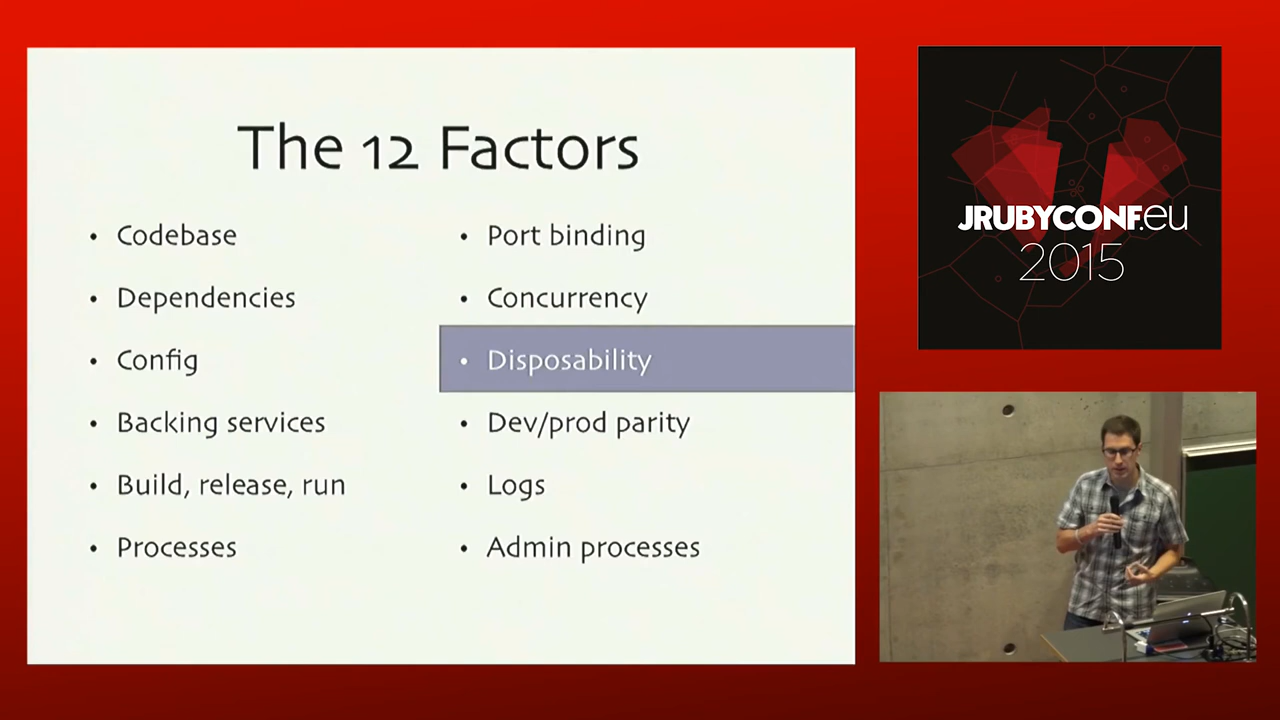 The 12 Factors
• Codebase
• Dependencies
• Config
• Backing services
• Build, release, run
• Processes
• Port binding
• Concurrency
• Disposability
• Dev/prod parity
• Logs
• Admin processes
JRUBYCONF.eu
2015